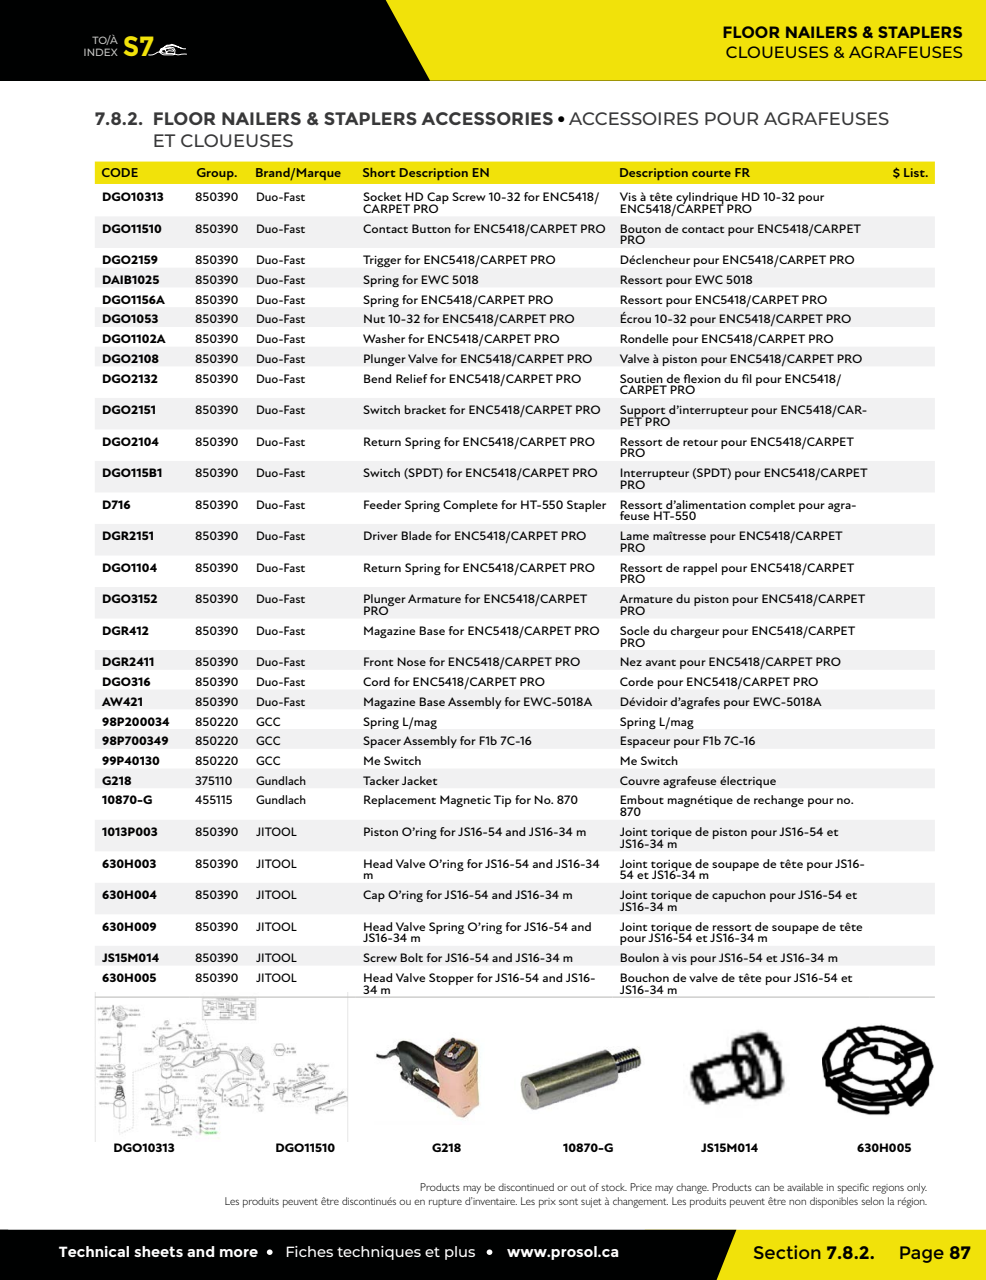 TO/À
INDEX S7
FLOOR NAILERS & STAPLERS
CLOUEUSES & AGRAFEUSES
7.8.2. FLOOR NAILERS & STAPLERS ACCESSORIES • ACCESSOIRES POUR AGRAFEUSES
ET CLOUEUSES
CODE Group. Brand/Marque Short Description EN Description courte FR $ List.
DGO10313 850390 Duo-Fast Socket HD Cap Screw 10-32 for ENC5418/ Vis à tête cylindrique HD 10-32 pour
CARPET PRO ENC5418/CARPET PRO
DGO11510 850390 Duo-Fast Contact Button for ENC5418/CARPET PRO Bouton de contact pour ENC5418/CARPET
PRO
DGO2159 850390 Duo-Fast Trigger for ENC5418/CARPET PRO Déclencheur pour ENC5418/CARPET PRO
DAIB1025 850390 Duo-Fast Spring for EWC 5018 Ressort pour EWC 5018
DGO1156A 850390 Duo-Fast Spring for ENC5418/CARPET PRO Ressort pour ENC5418/CARPET PRO
DGO1053 850390 Duo-Fast Nut 10-32 for ENC5418/CARPET PRO Écrou 10-32 pour ENC5418/CARPET PRO
DGO1102A 850390 Duo-Fast Washer for ENC5418/CARPET PRO Rondelle pour ENC5418/CARPET PRO
DGO2108 850390 Duo-Fast Plunger Valve for ENC5418/CARPET PRO Valve à piston pour ENC5418/CARPET PRO
DGO2132 850390 Duo-Fast Bend Relief for ENC5418/CARPET PRO Soutien de flexion du fil pour ENC5418/
CARPET PRO
DGO2151 850390 Duo-Fast Switch bracket for ENC5418/CARPET PRO Support d'interrupteur pour ENC5418/CAR-
PET PRO
DGO2104 850390 Duo-Fast Return Spring for ENC5418/CARPET PRO Ressort de retour pour ENC5418/CARPET
PRO
DGO115B1 850390 Duo-Fast Switch (SPDT) for ENC5418/CARPET PRO Interrupteur (SPDT) pour ENC5418/CARPET
PRO
D716 850390 Duo-Fast Feeder Spring Complete for HT-550 Stapler Ressort d'alimentation complet pour agra-
feuse HT-550
DGR2151 850390 Duo-Fast Driver Blade for ENC5418/CARPET PRO Lame maîtresse pour ENC5418/CARPET
PRO
DGO1104 850390 Duo-Fast Return Spring for ENC5418/CARPET PRO Ressort de rappel pour ENC5418/CARPET
PRO
DGO3152 850390 Duo-Fast Plunger Armature for ENC5418/CARPET Armature du piston pour ENC5418/CARPET
PRO PRO
DGR412 850390 Duo-Fast Magazine Base for ENC5418/CARPET PRO Socle du chargeur pour ENC5418/CARPET
PRO
DGR2411 850390 Duo-Fast Front Nose for ENC5418/CARPET PRO Nez avant pour ENC5418/CARPET PRO
DGO316 850390 Duo-Fast Cord for ENC5418/CARPET PRO Corde pour ENC5418/CARPET PRO
AW421 850390 Duo-Fast Magazine Base Assembly for EWC-5018A Dévidoir d'agrafes pour EWC-5018A
98P200034 850220 GCC Spring L/mag Spring L/mag
98P700349 850220 GCC Spacer Assembly for F1b 7C-16 Espaceur pour F1b 7C-16
99P40130 850220 GCC Me Switch Me Switch
G218 375110 Gundlach Tacker Jacket Couvre agrafeuse électrique
10870-G 455115 Gundlach Replacement Magnetic Tip for No. 870 Embout magnétique de rechange pour no.
870
1013P003 850390 JITOOL Piston O'ring for JS16-54 and JS16-34 m Joint torique de piston pour JS16-54 et
JS16-34 m
630H003 850390 JITOOL Head Valve O'ring for JS16-54 and JS16-34 Joint torique de soupape de tête pour JS16-
m 54 et JS16-34 m
630H004 850390 JITOOL Cap O'ring for JS16-54 and JS16-34 m Joint torique de capuchon pour JS16-54 et
JS16-34 m
630H009 850390 JITOOL Head Valve Spring O'ring for JS16-54 and Joint torique de ressort de soupape de tête
JS16-34 m pour JS16-54 et JS16-34 m
JS15M014 850390 JITOOL Screw Bolt for JS16-54 and JS16-34 m Boulon à vis pour JS16-54 et JS16-34 m
630H005 850390 JITOOL Head Valve Stopper for JS16-54 and JS16- Bouchon de valve de tête pour JS16-54 et
34 m JS16-34 m
DGO10313 DGO11510 G218 10870-G JS15M014 630H005
Products may be discontinued or out of stock. Price may change. Products can be available in specific regions only.
Les produits peuvent être discontinués ou en rupture d'inventaire. Les prix sont sujet à changement. Les produits peuvent être non disponibles selon la région.
Technical sheets and more • Fiches techniques et plus • www.prosol.ca
Section 7.8.2. Page 87